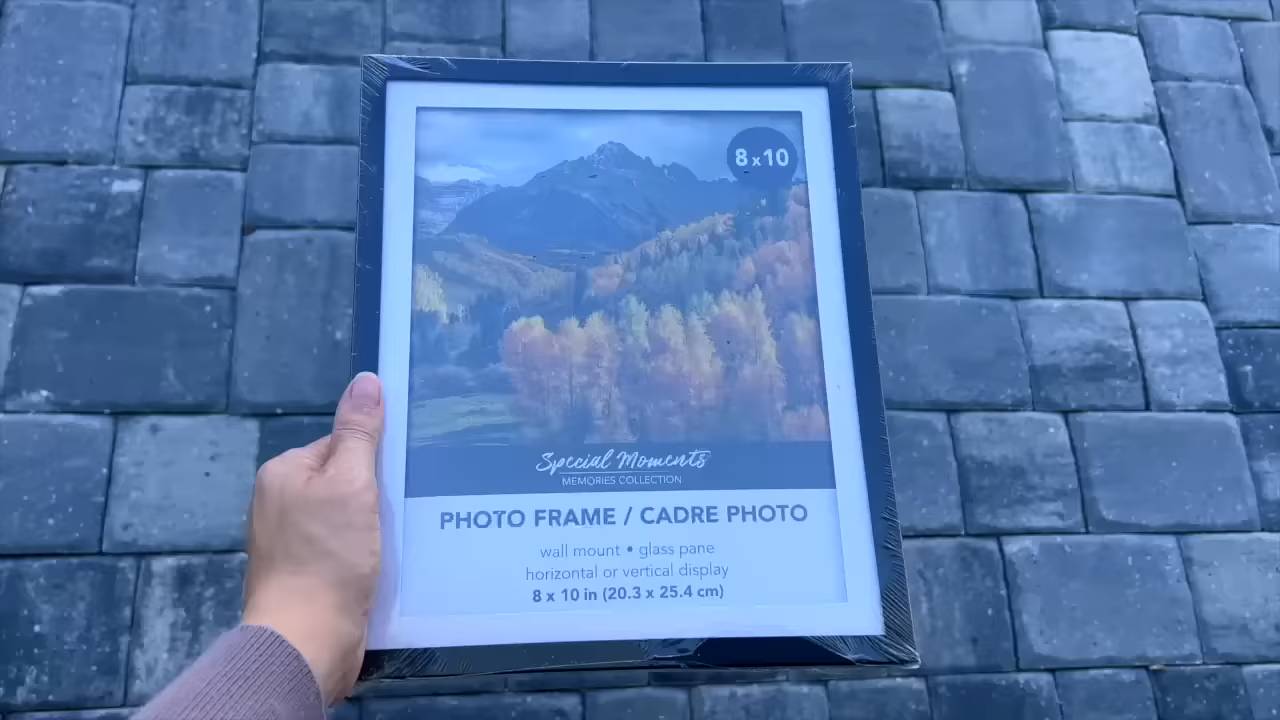 8x10
Special Moments
MEMORIES COLLECTION
PHOTO FRAME / CADRE PHOTO
wall mount • glass pane
horizontal or vertical display
8 x 10 in (20.3 x 25.4 cm)